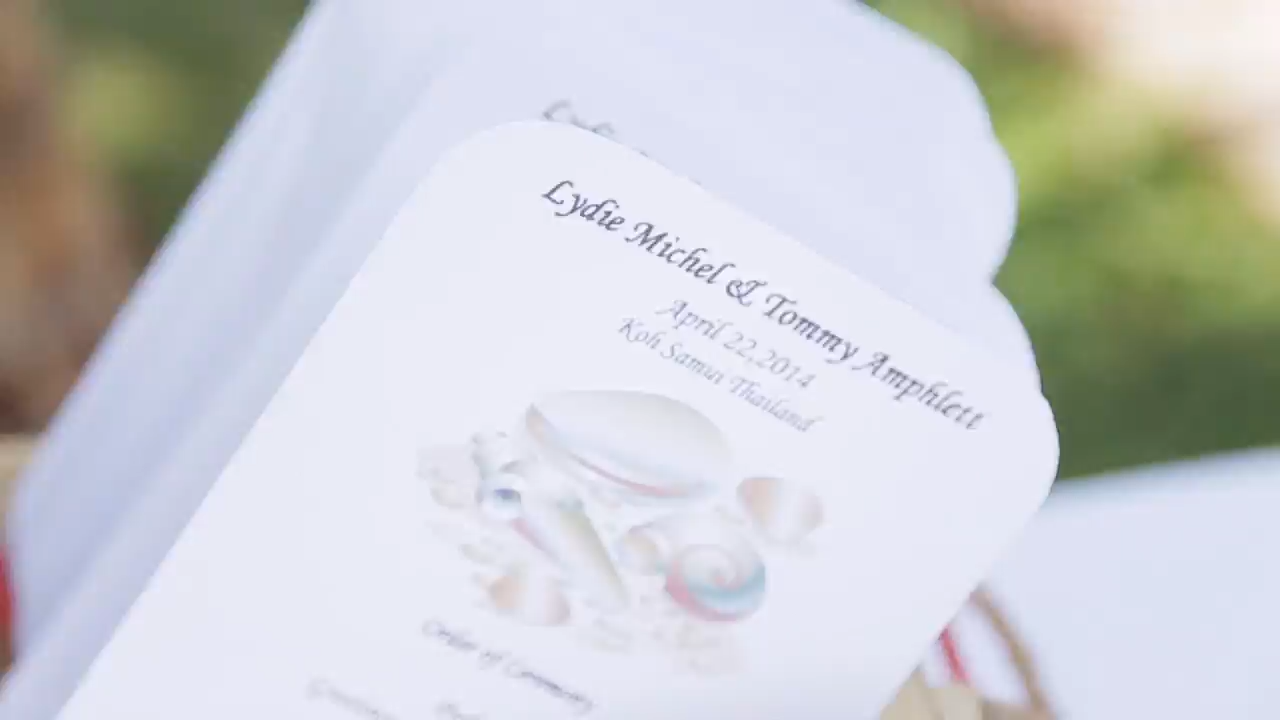 Lydie Michel & Tommy Amphlett
April 22,2014
Koh Samui Thailand
Order of Ceremony